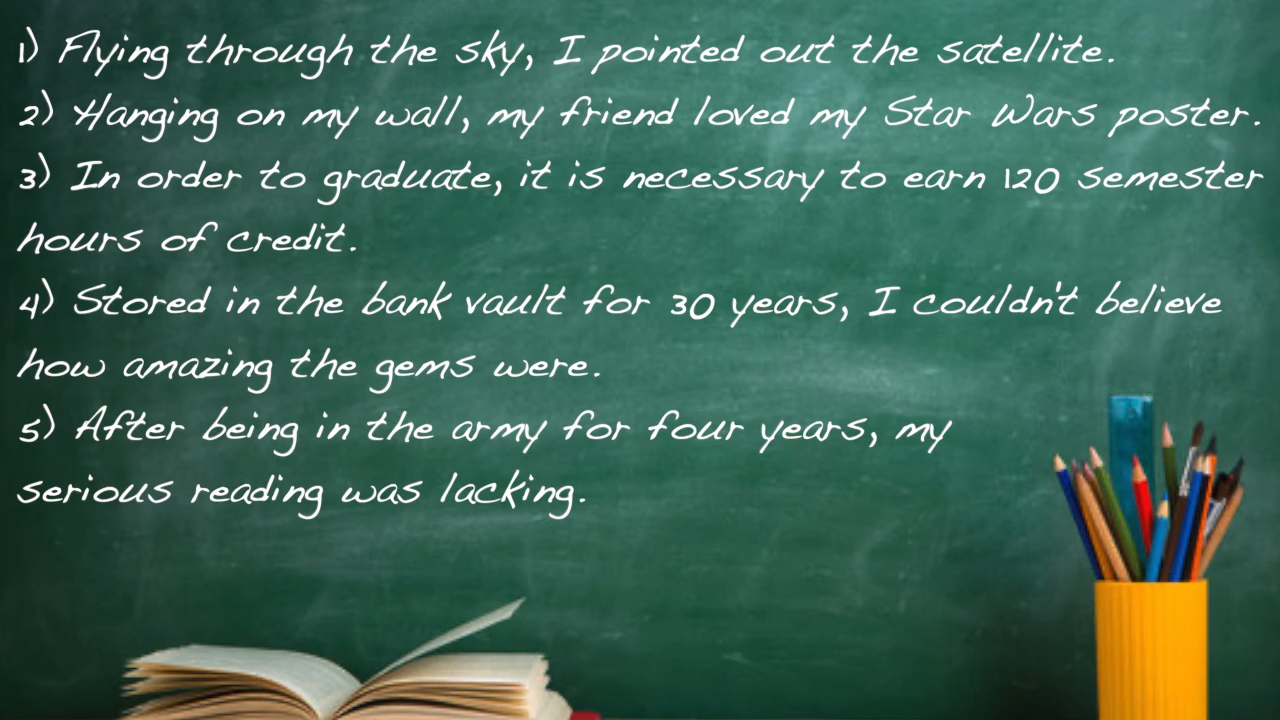 1) Flying through the sky, I pointed out the satellite.
2) Hanging on my wall, my friend loved my Star Wars poster.
3) In order to graduate, it is necessary to earn 120 semester
hours of credit.
4) Stored in the bank vault for 30 years, I couldn't believe
how amazing the gems were.
5) After being in the army for four years, my
serious reading was lacking.